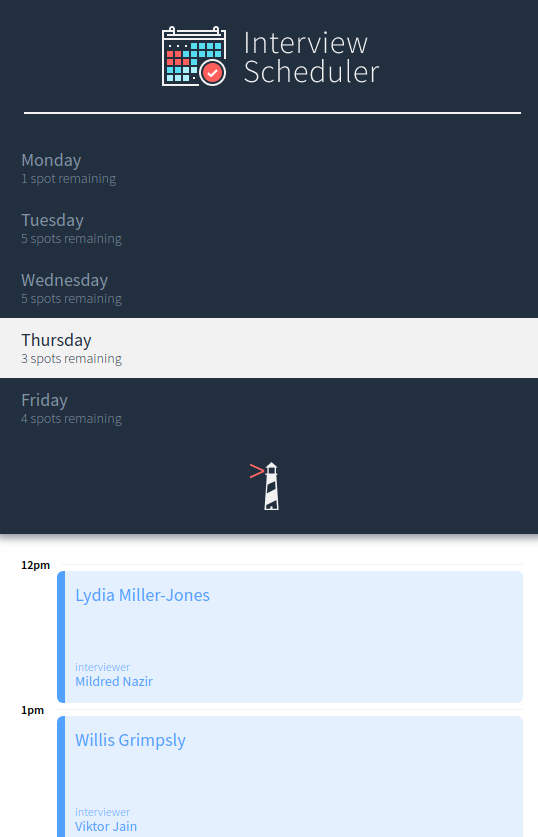 Interview
Scheduler
Monday
1 spot remaining
Tuesday
5 spots remaining
Wednesday
5 spots remaining
Thursday
3 spots remaining
Friday
4 spots remaining
12pm
Lydia Miller-Jones
interviewer
Mildred Nazir
1pm
Willis Grimpsly
interviewer
Viktor Jain